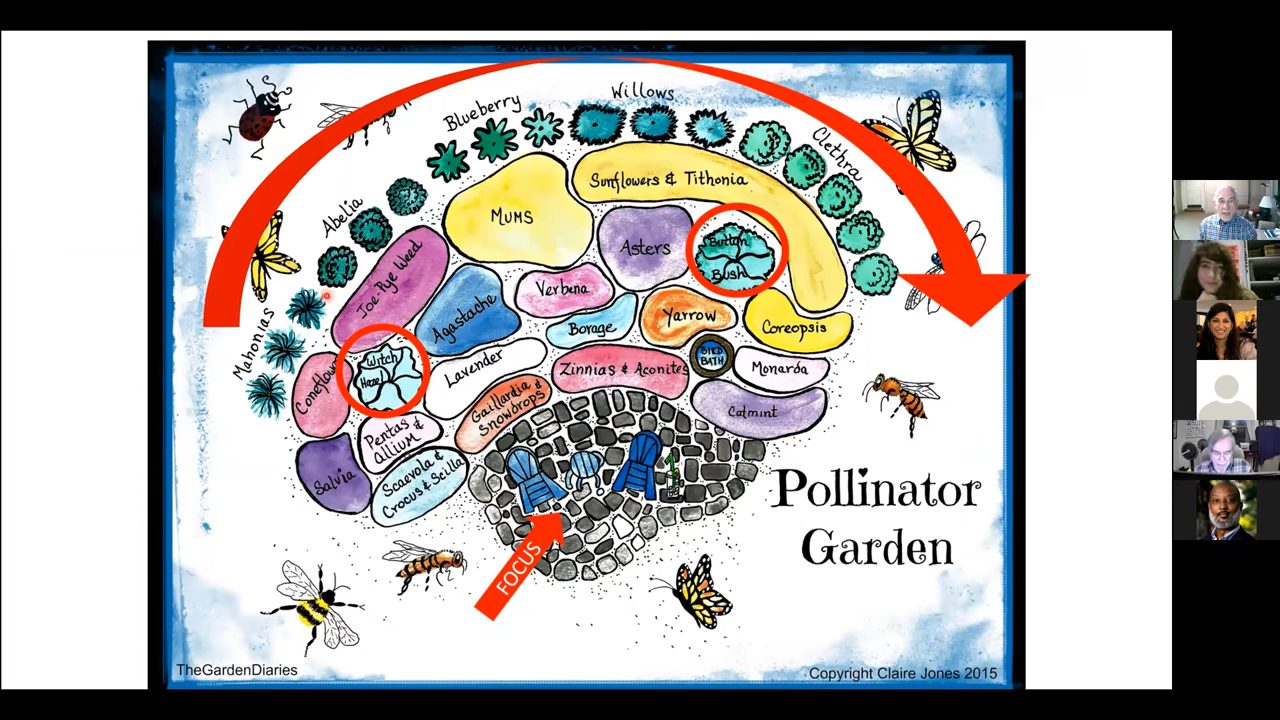 Willows
Blueberry
Clethra
Abelia
Mahonias
Sunflowers & Tithonia
Mums
Asters
Button
Bush
Joe-Pye Weed
Agastache
Verbena
Borage
Yarrow
Coreopsis
Coneflower
Witch
Hazel
Lavender
Zinnias & Aconites
BIRD
BATH
Monarda
Gaillardia &
Snowdrops
Catmint
Pentas &
Allium
Salvia
Scaevola &
Crocus & Scilla
FOCUS
Pollinator
Garden
TheGardenDiaries
Copyright Claire Jones 2015